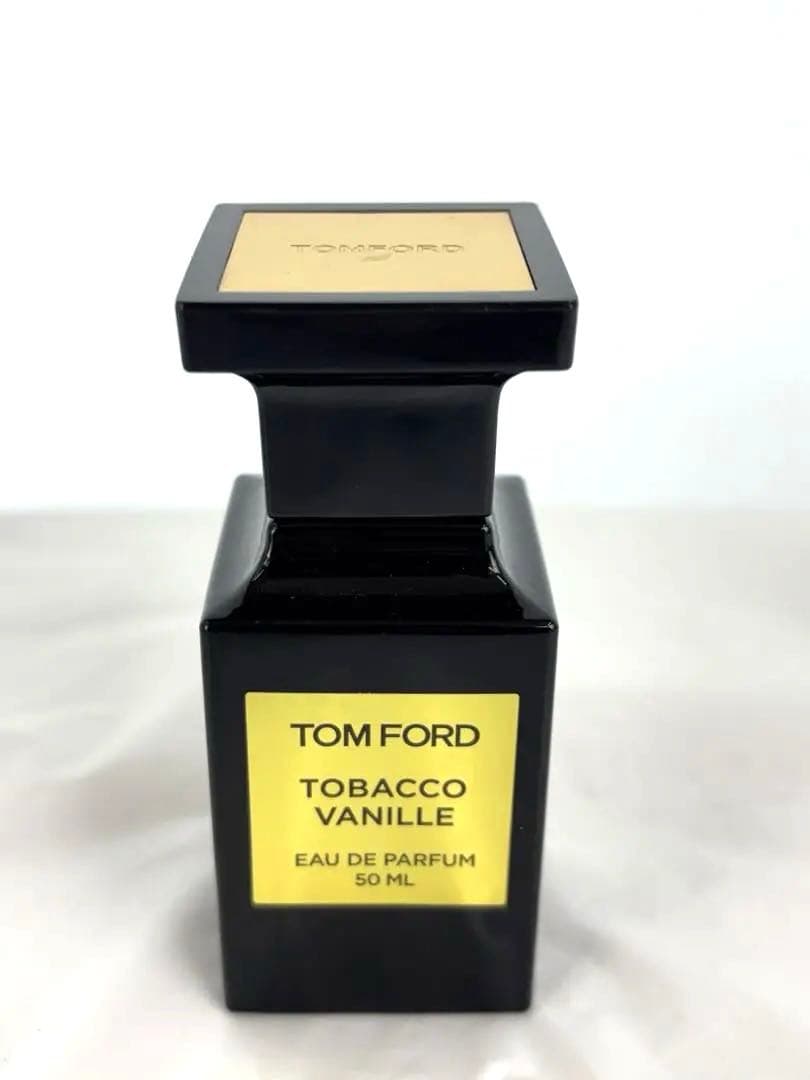 TOM FORD
TOM FORD
TOBACCO
VANILLE
EAU DE PARFUM
50 ML